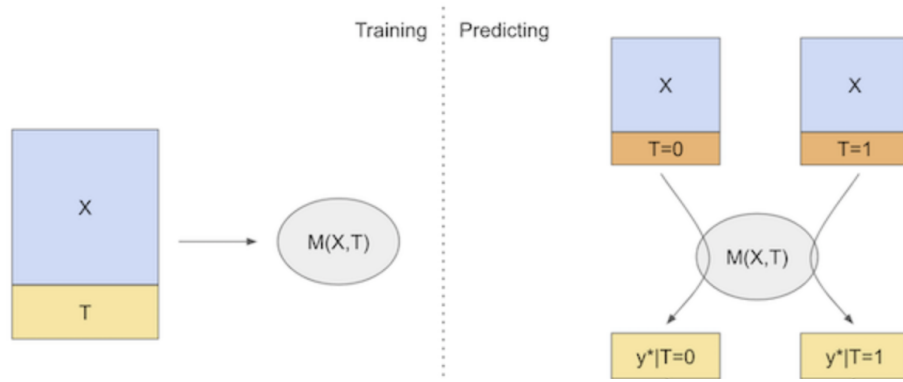 Training
Predicting
X
T
M(X,T)
X
T=0
X
T=1
M(X,T)
y*|T=0
y*|T=1